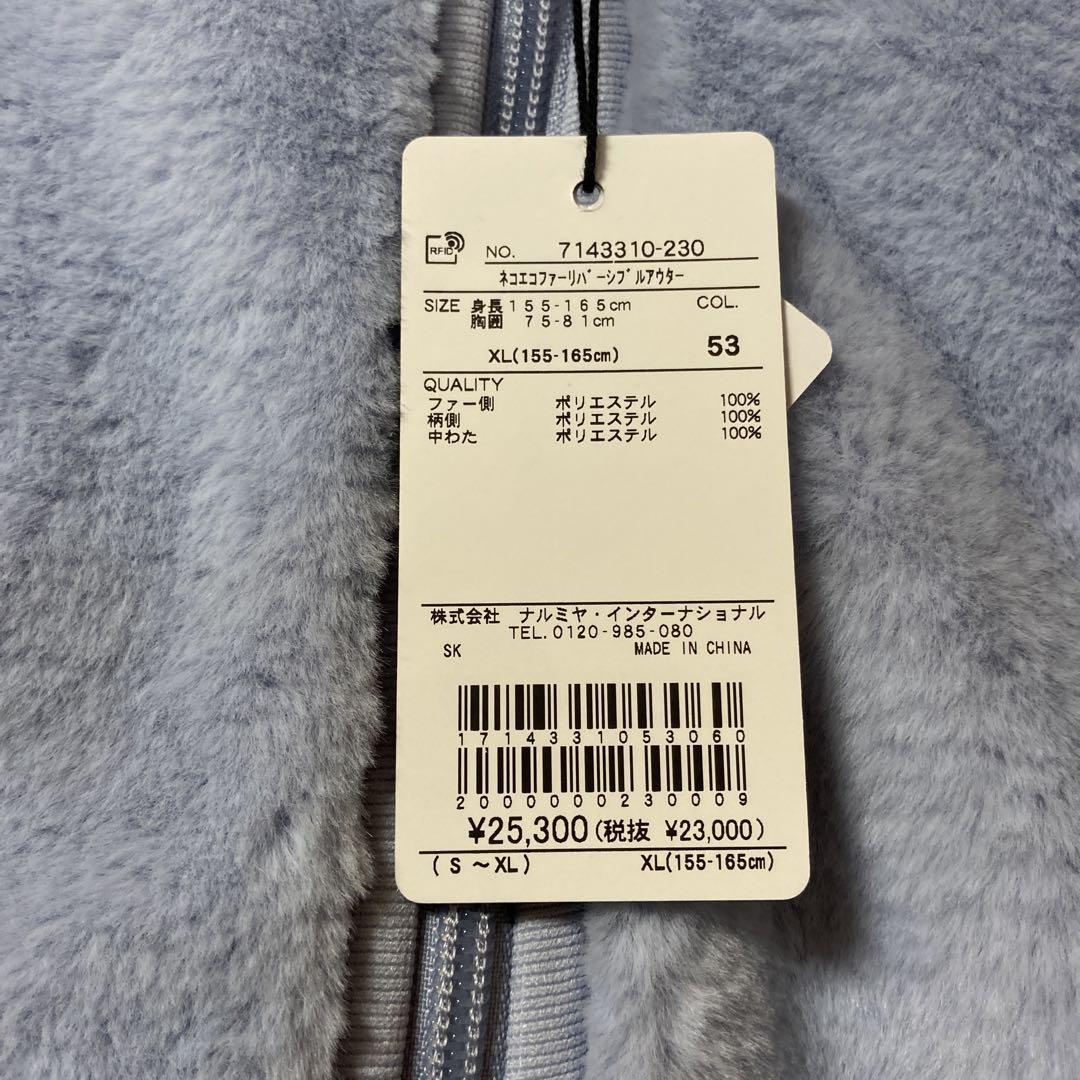 RFID NO. 7143310-230
ﾈｺｴｺﾌｧｰﾘﾊﾞｰｼﾌﾞﾙｱｳﾀｰ
SIZE 身長155-165cm COL.
胸囲 75-81cm
XL(155-165cm) 53
QUALITY
ファー側 ポリエステル 100%
柄側 ポリエステル 100%
中わた ポリエステル 100%
株式会社 ナルミヤ・インターナショナル
TEL.0120-985-080
SK MADE IN CHINA
1714331053060
2000000230009
¥25,300(税抜 ¥23,000)
(S ~XL) XL(155-165cm)